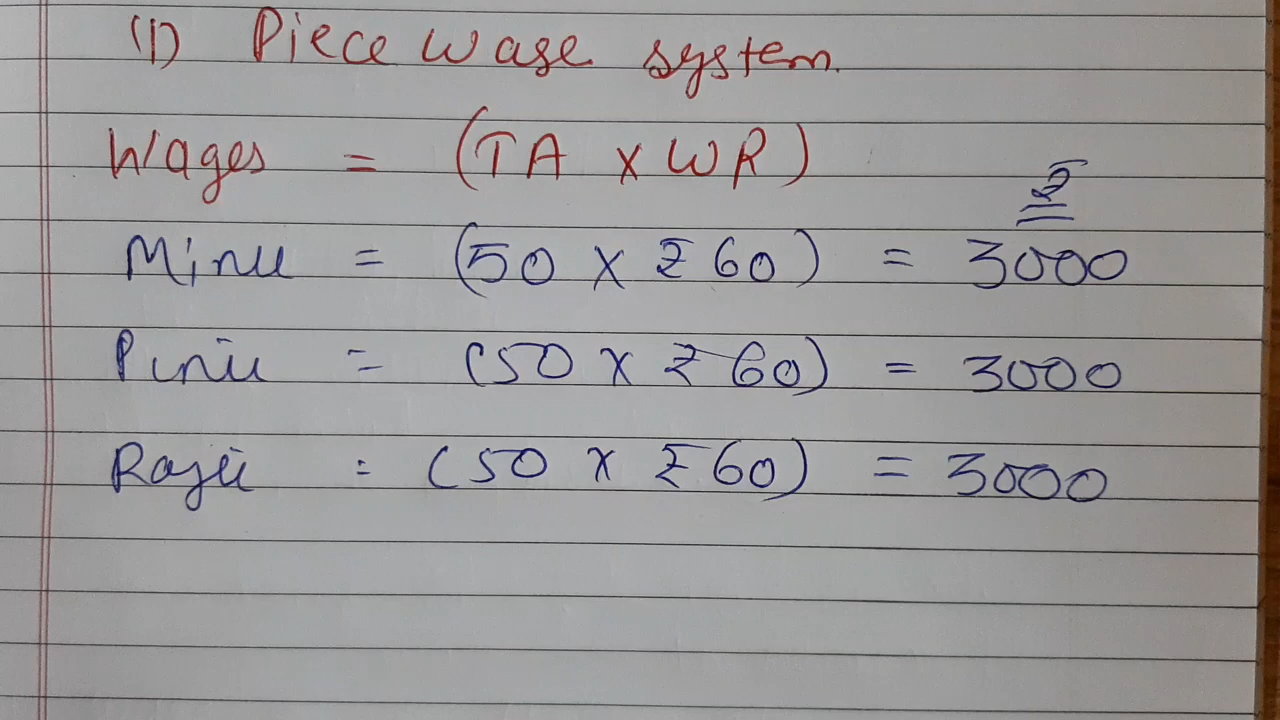 (1) Piece wage system.
Wages = (TA x WR)
₹
Minu = (50 x ₹ 60) = 3000
Pinu = (50 x ₹ 60) = 3000
Raju = (50 x ₹ 60) = 3000